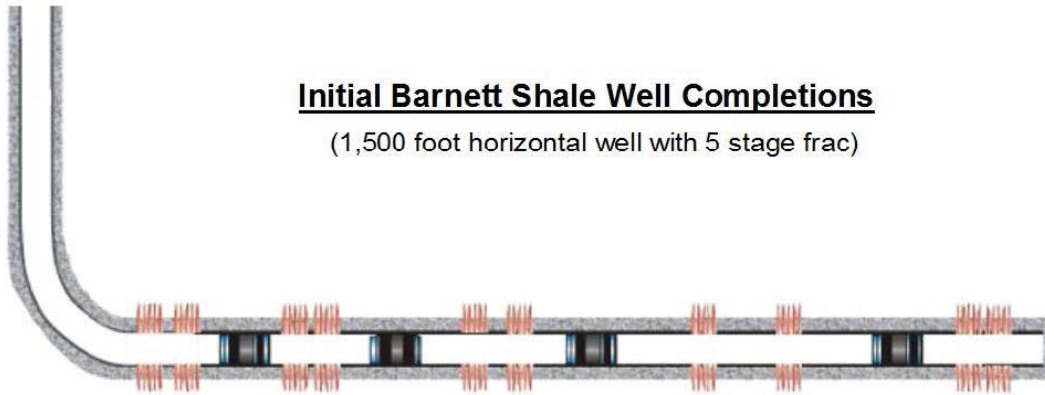 Initial Barnett Shale Well Completions
(1,500 foot horizontal well with 5 stage frac)